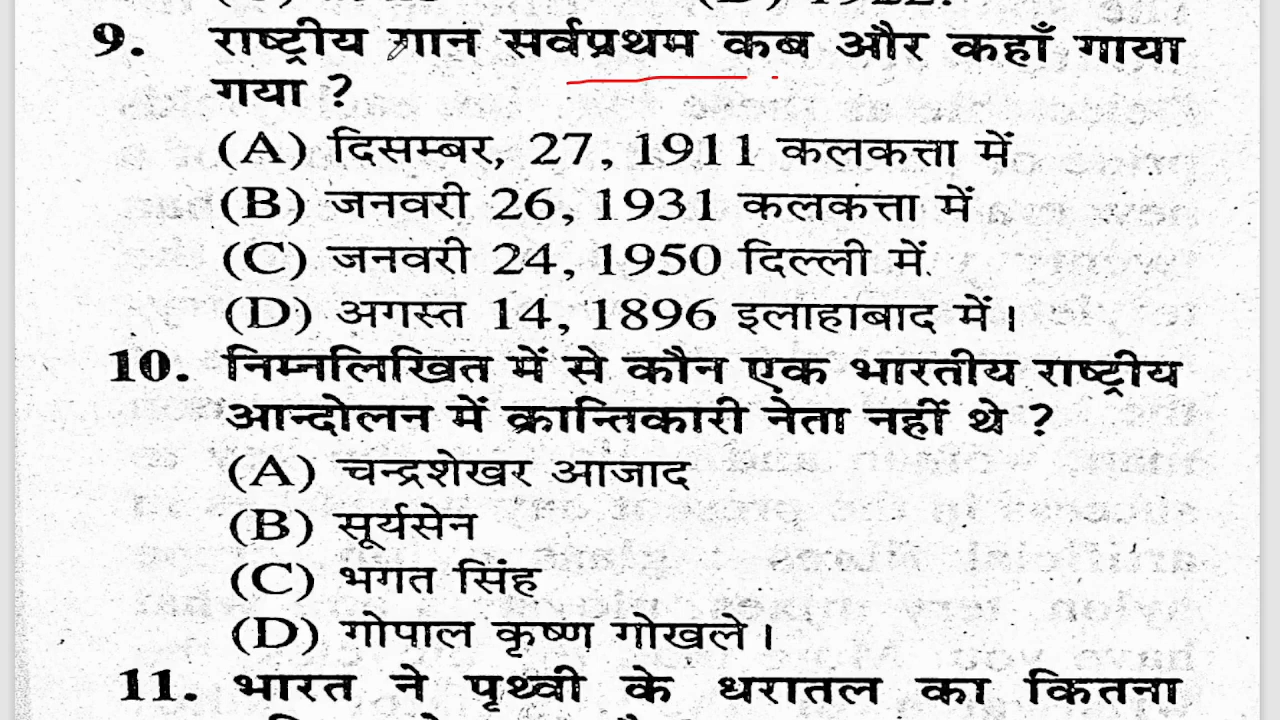 9. राष्ट्रीय गान सर्वप्रथम कब और कहाँ गाया
गया ?
(A) दिसम्बर, 27, 1911 कलकत्ता में
(B) जनवरी 26, 1931 कलकत्ता में
(C) जनवरी 24, 1950 दिल्ली में
(D) अगस्त 14, 1896 इलाहाबाद में।
10. निम्नलिखित में से कौन एक भारतीय राष्ट्रीय
आन्दोलन में क्रान्तिकारी नेता नहीं थे ?
(A) चन्द्रशेखर आजाद
(B) सूर्यसेन
(C) भगत सिंह
(D) गोपाल कृष्ण गोखले।
11. भारत ने पृथ्वी के धरातल का कितना